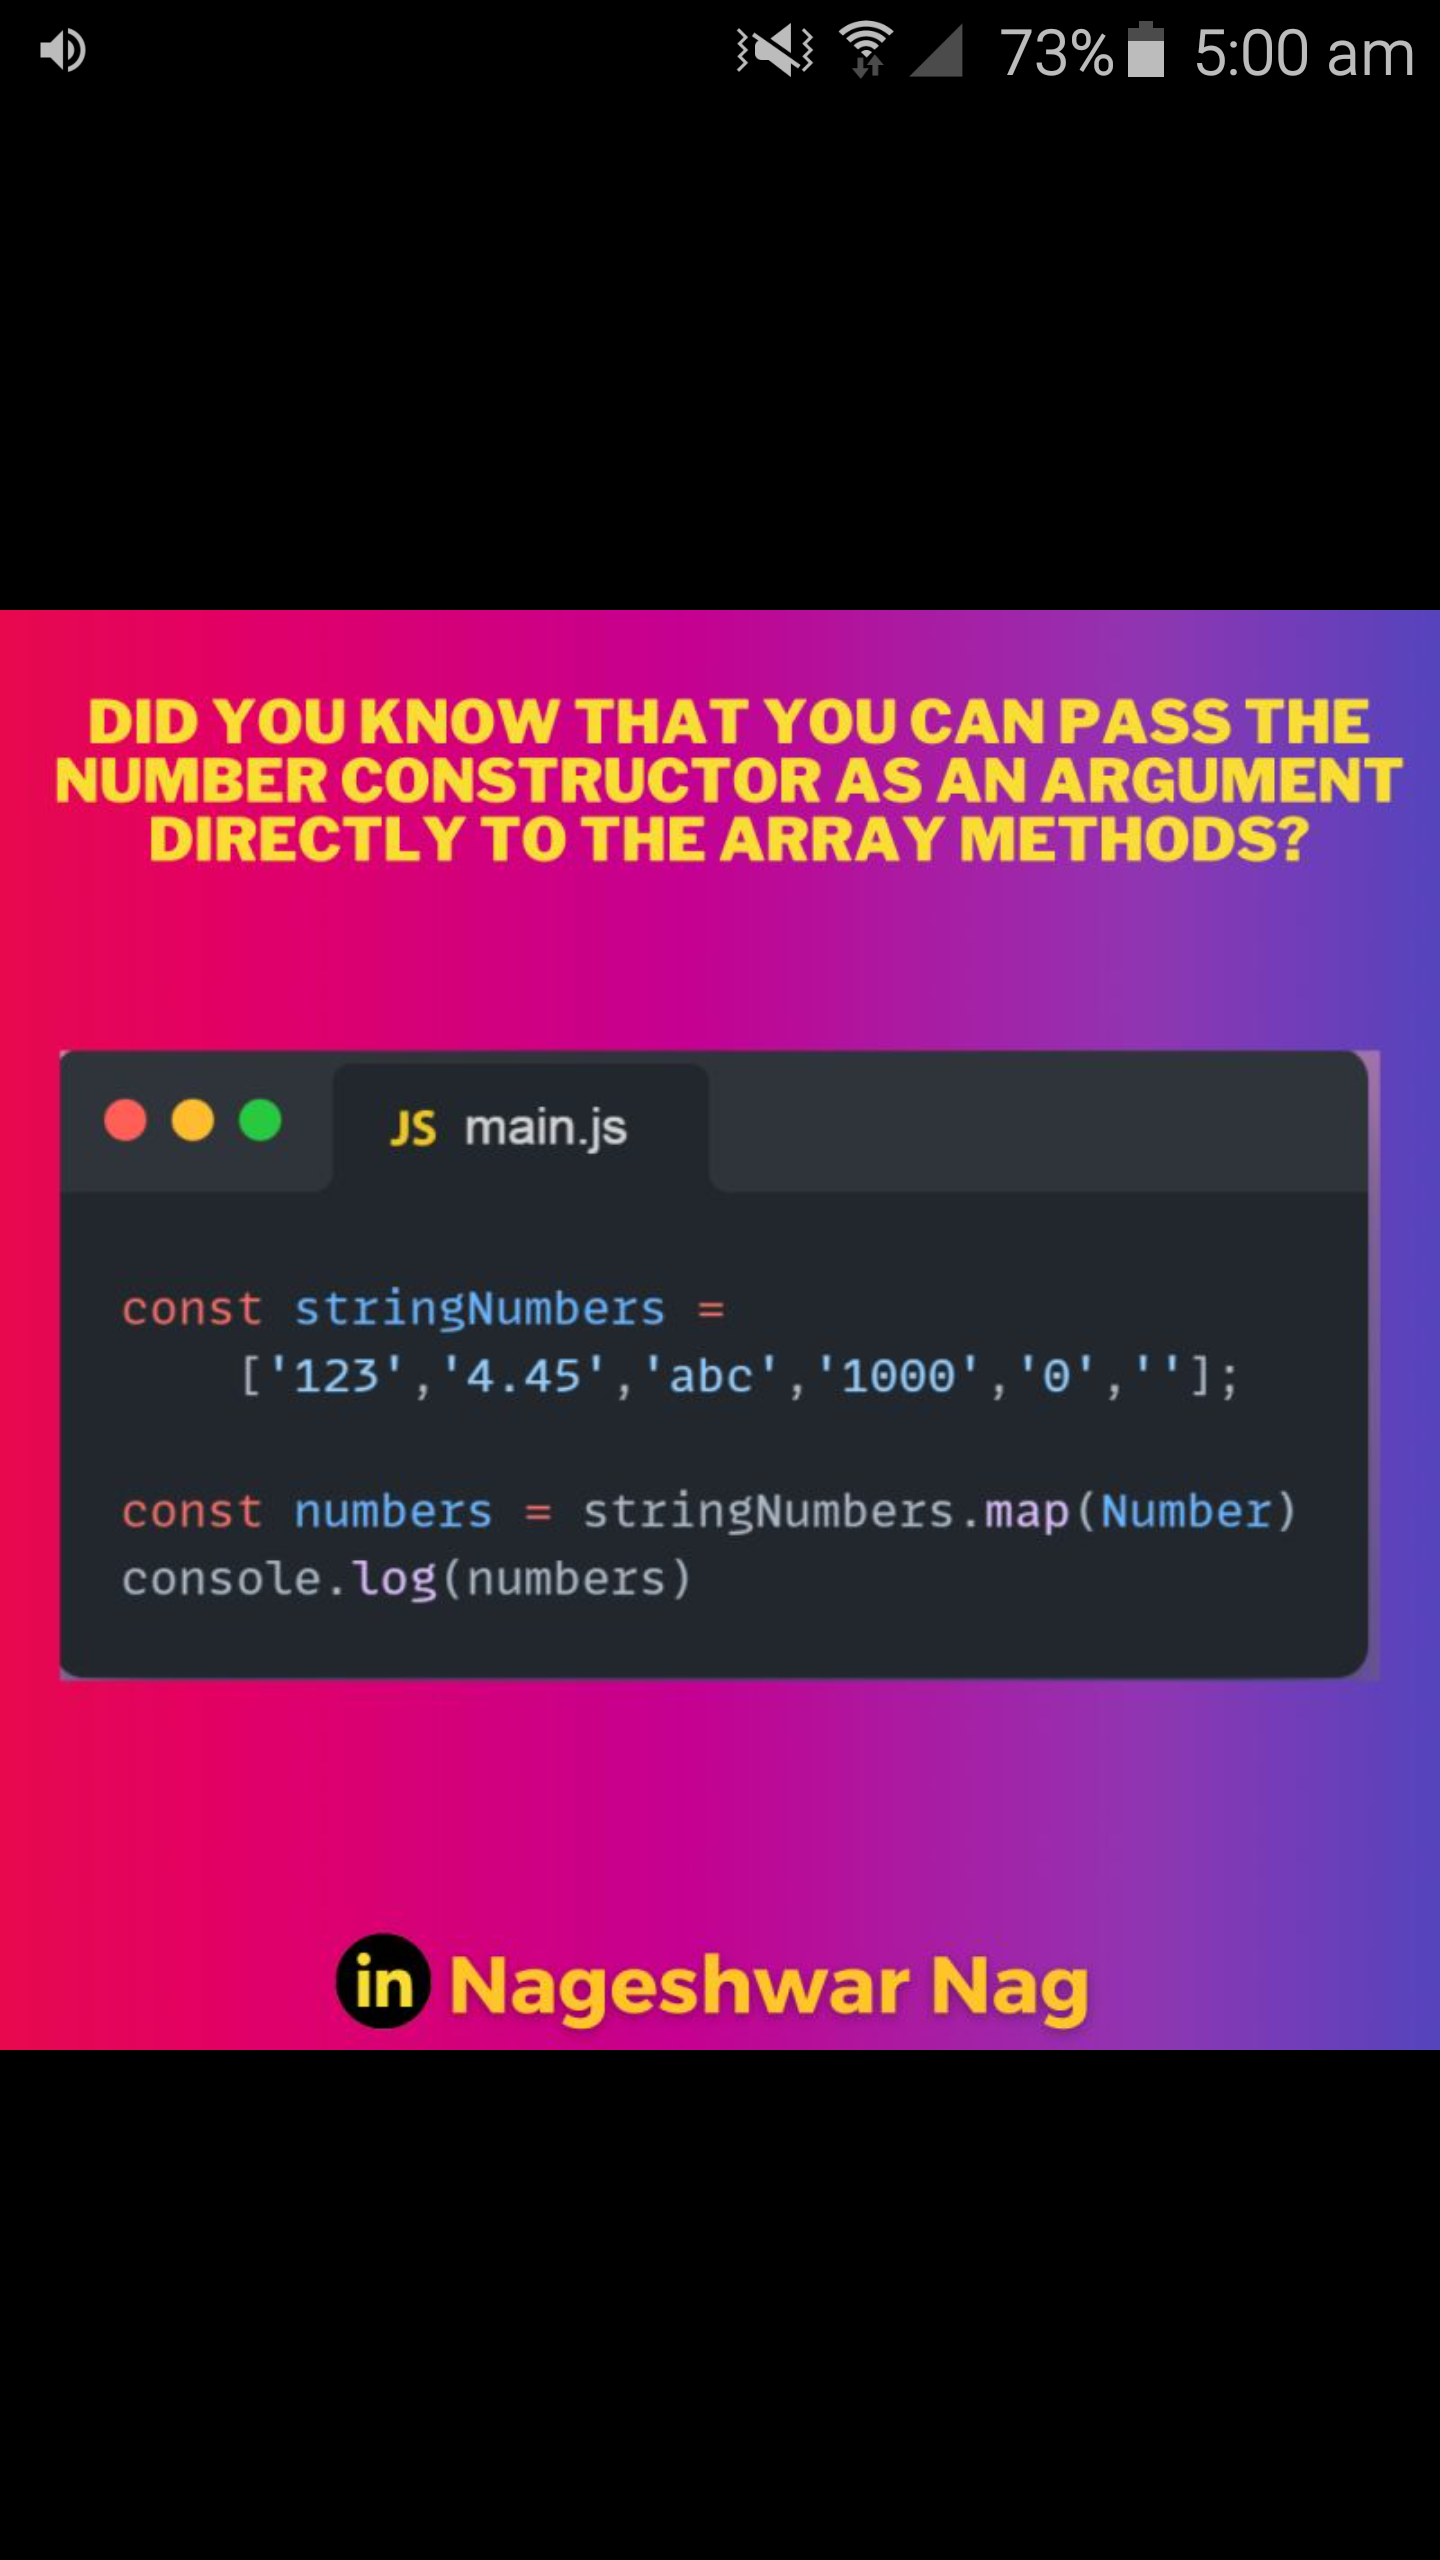 73% 5:00 am
DID YOU KNOW THAT YOU CAN PASS THE
NUMBER CONSTRUCTOR AS AN ARGUMENT
DIRECTLY TO THE ARRAY METHODS?
JS main.js
const stringNumbers =
['123','4.45','abc','1000','0',''];
const numbers = stringNumbers.map(Number)
console.log(numbers)
in Nageshwar Nag